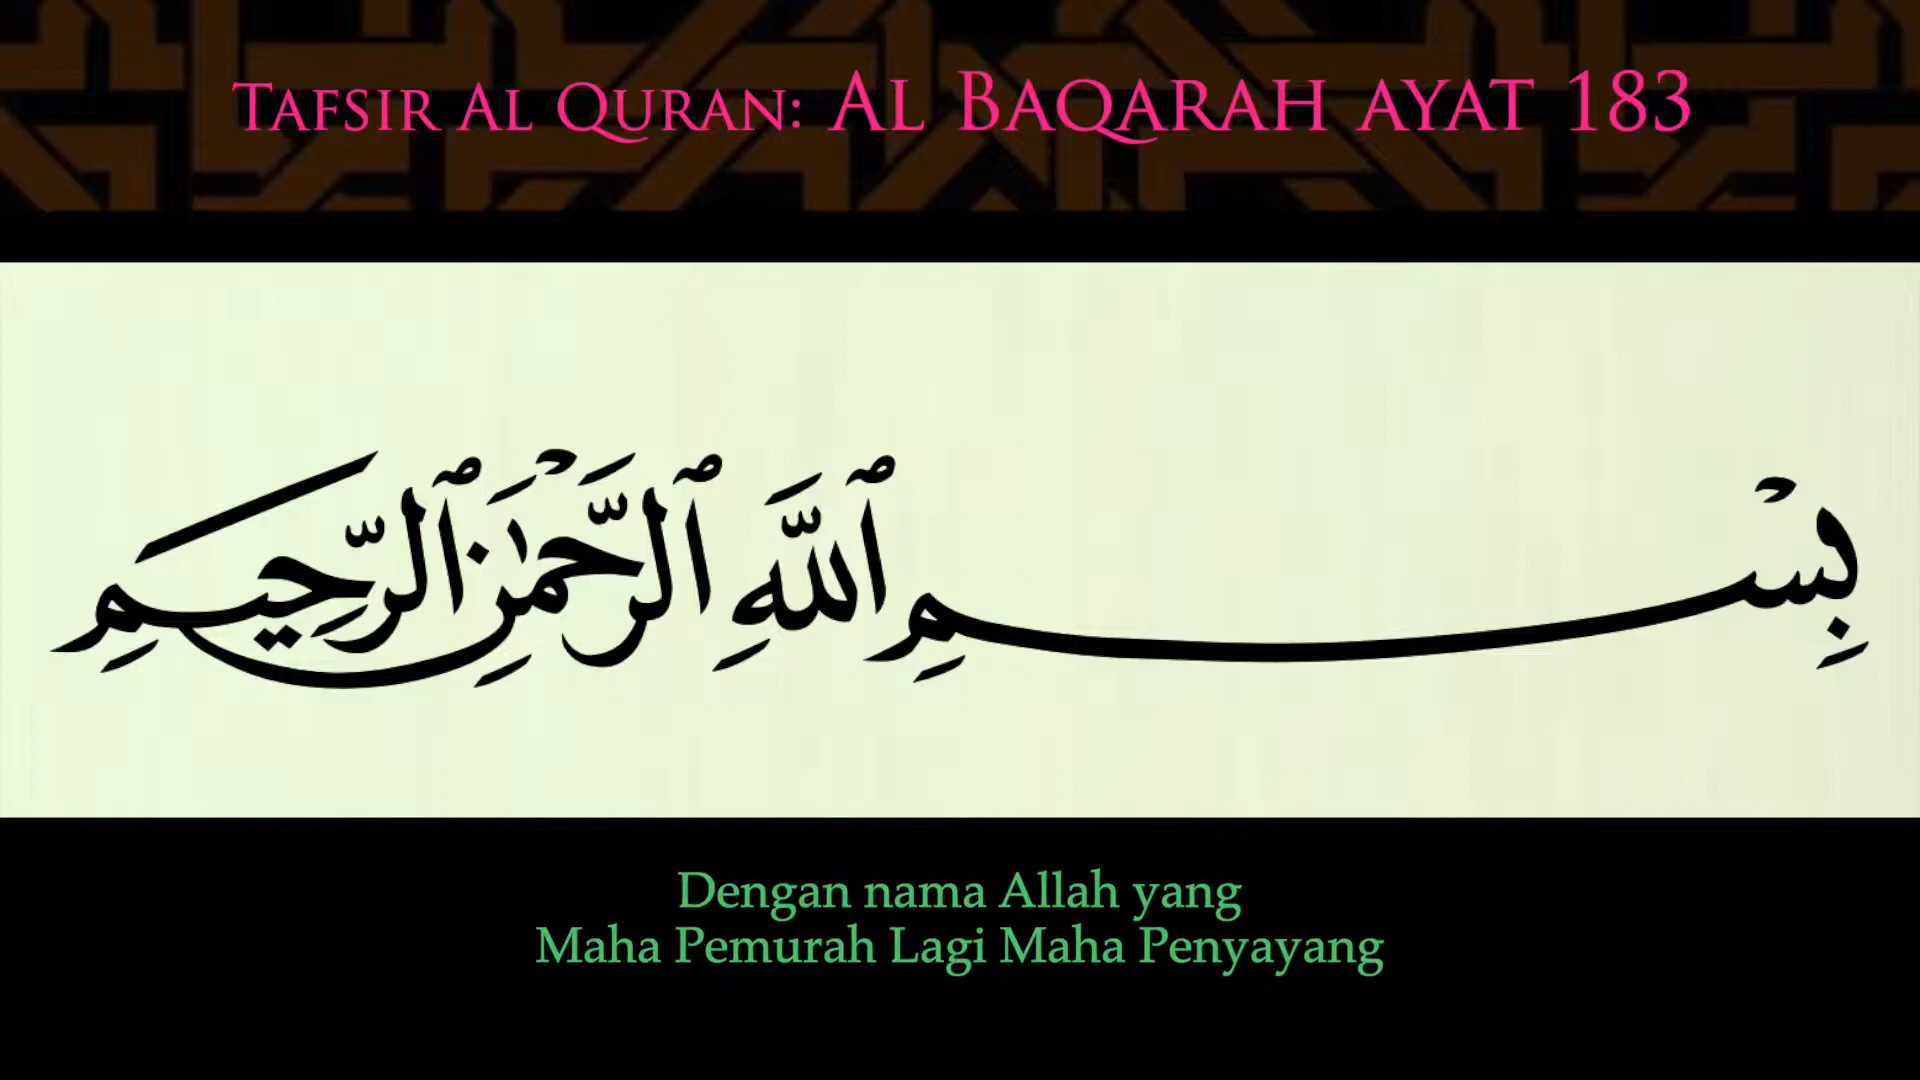 Tafsir Al Quran: Al Baqarah ayat 183
بِسْمِ ٱللَّهِ ٱلرَّحْمَٰنِ ٱلرَّحِيمِ
Dengan nama Allah yang
Maha Pemurah Lagi Maha Penyayang